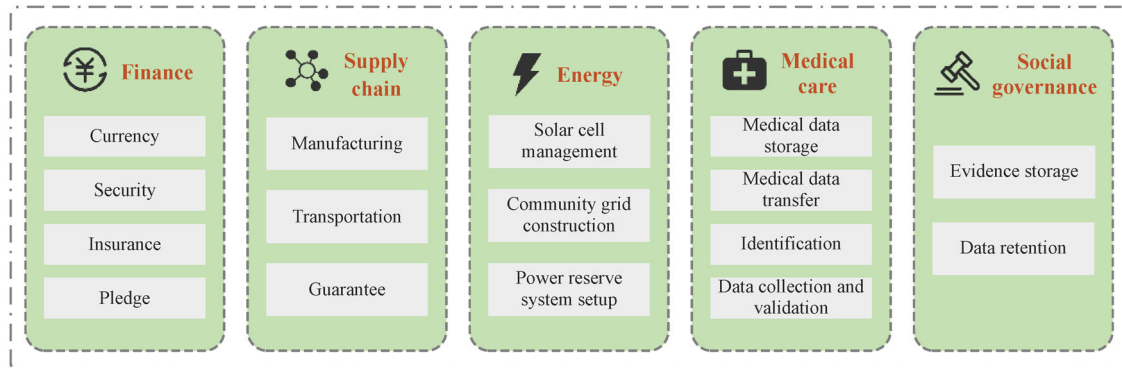 Finance
Currency
Security
Insurance
Pledge
Supply
chain
Manufacturing
Transportation
Guarantee
Energy
Solar cell
management
Community grid
construction
Power reserve
system setup
Medical
care
Medical data
storage
Medical data
transfer
Identification
Data collection and
validation
Social
governance
Evidence storage
Data retention